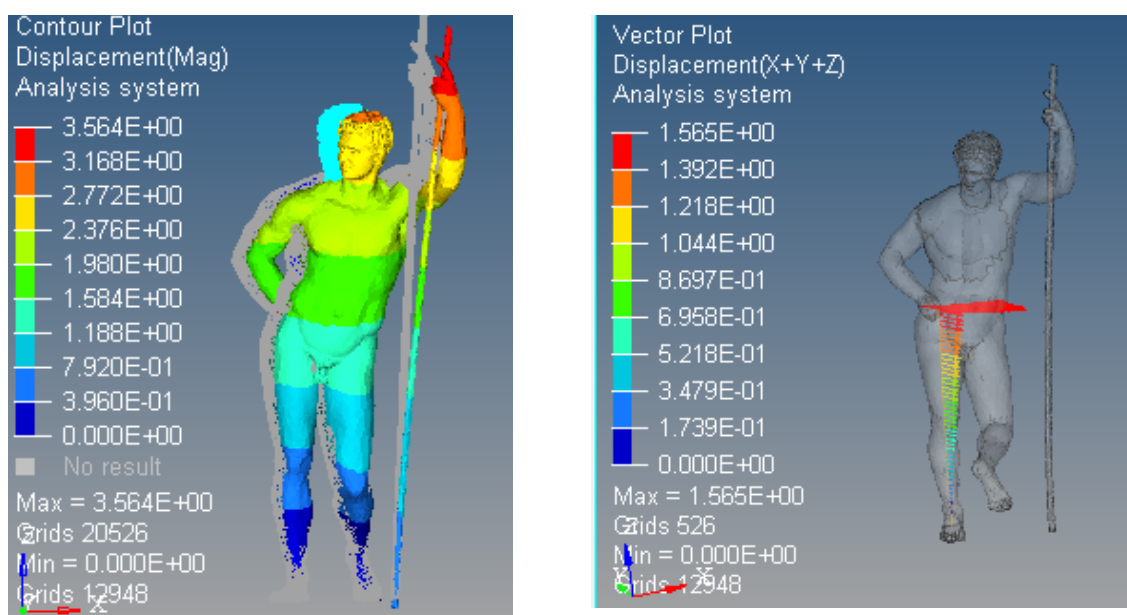 Contour Plot
Displacement(Mag)
Analysis system
3.564E+00
3.168E+00
2.772E+00
2.376E+00
1.980E+00
1.584E+00
1.188E+00
7.920E-01
3.960E-01
0.000E+00
No result
Max = 3.564E+00
Grids 20526
Z
Min = 0.000E+00
Grids 12948
Y
X
Vector Plot
Displacement(X+Y+Z)
Analysis system
1.565E+00
1.392E+00
1.218E+00
1.044E+00
8.697E-01
6.958E-01
5.218E-01
3.479E-01
1.739E-01
0.000E+00
Max = 1.565E+00
Grids 526
Z
Min = 0.000E+00
Grids 12948
Y
X